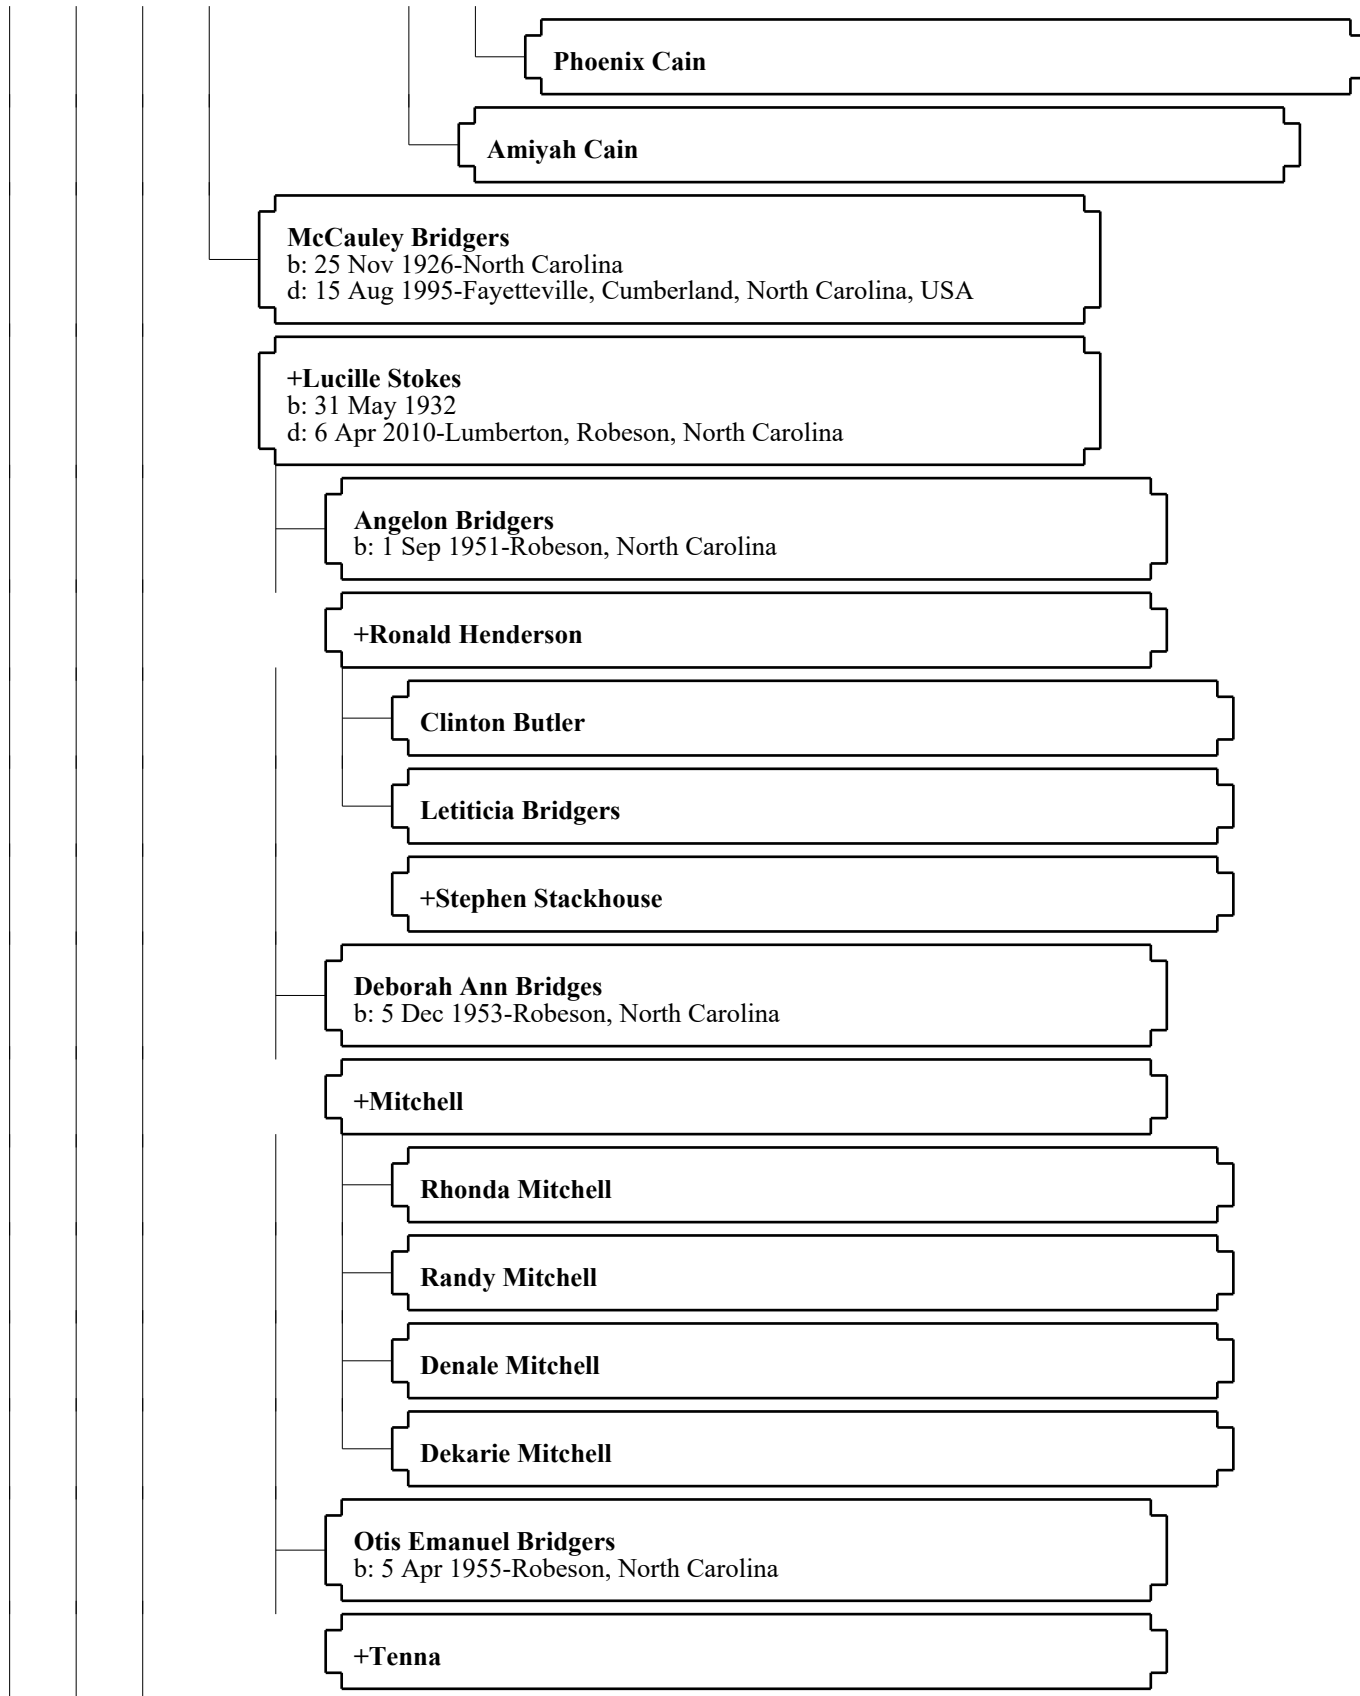 Phoenix Cain
Amiyah Cain
McCauley Bridgers
b: 25 Nov 1926-North Carolina
d: 15 Aug 1995-Fayetteville, Cumberland, North Carolina, USA
+Lucille Stokes
b: 31 May 1932
d: 6 Apr 2010-Lumberton, Robeson, North Carolina
Angelon Bridgers
b: 1 Sep 1951-Robeson, North Carolina
+Ronald Henderson
Clinton Butler
Letiticia Bridgers
+Stephen Stackhouse
Deborah Ann Bridges
b: 5 Dec 1953-Robeson, North Carolina
+Mitchell
Rhonda Mitchell
Randy Mitchell
Denale Mitchell
Dekarie Mitchell
Otis Emanuel Bridgers
b: 5 Apr 1955-Robeson, North Carolina
+Tenna